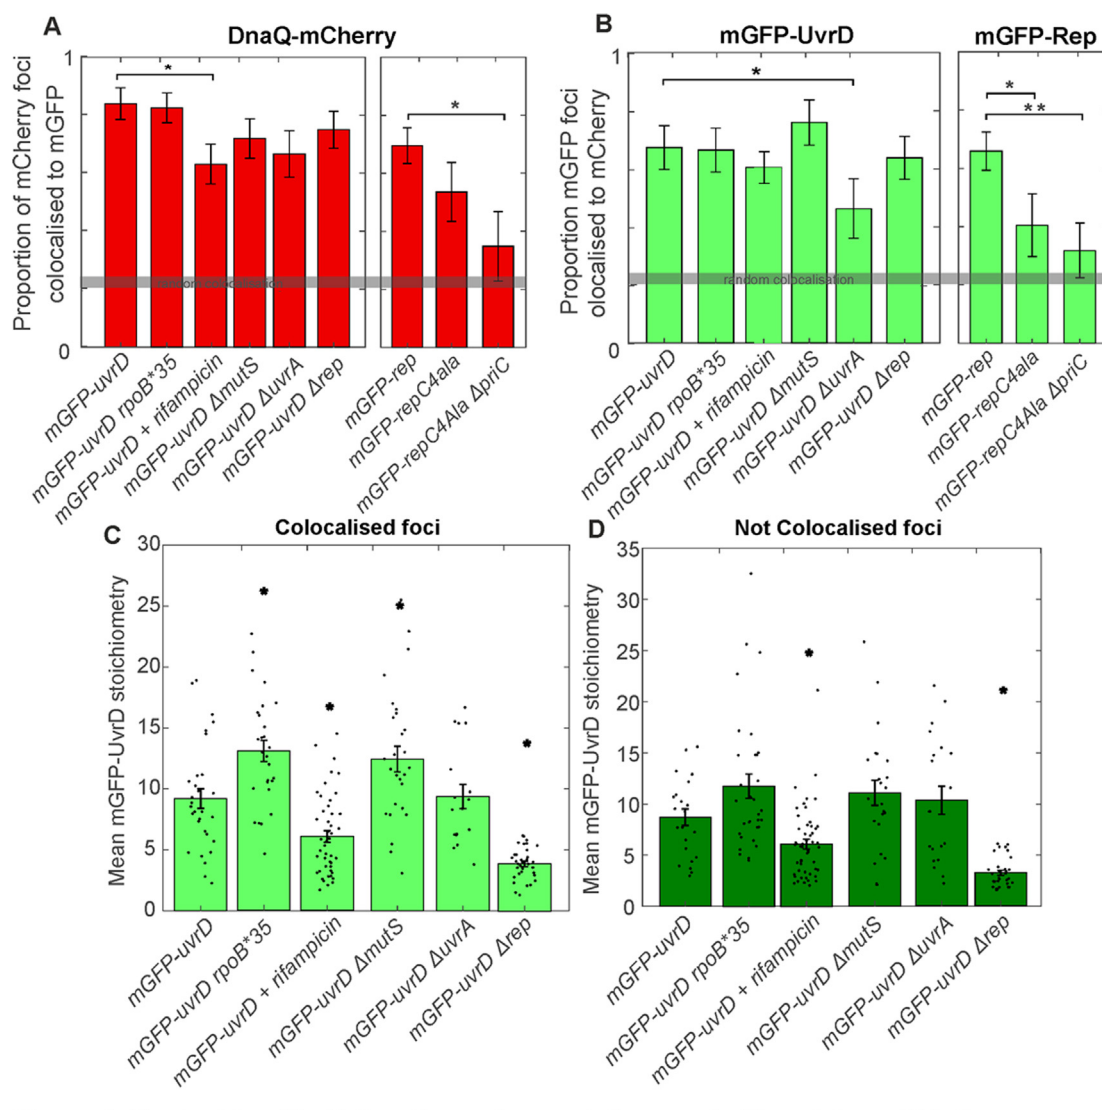 A
DnaQ-mCherry
Proportion of mCherry foci
colocalised to mGFP
1
0
*
*
mGFP-uvrD
mGFP-uvrD rpoB*35
mGFP-uvrD + rifampicin
mGFP-uvrD ΔmutS
mGFP-uvrD ΔuvrA
mGFP-uvrD Δrep
mGFP-rep
mGFP-repC4ala
mGFP-repC4Ala ΔpriC
B
mGFP-UvrD
mGFP-Rep
Proportion mGFP foci
olocalised to mCherry
1
0
*
*
**
random colocalisation
mGFP-uvrD
mGFP-uvrD rpoB*35
mGFP-uvrD + rifampicin
mGFP-uvrD ΔmutS
mGFP-uvrD ΔuvrA
mGFP-uvrD Δrep
mGFP-rep
mGFP-repC4ala
mGFP-repC4Ala ΔpriC
C
Colocalised foci
Mean mGFP-UvrD stoichiometry
30
25
20
15
10
5
0
*
*
*
*
mGFP-uvrD
mGFP-uvrD rpoB*35
mGFP-uvrD + rifampicin
mGFP-uvrD ΔmutS
mGFP-uvrD ΔuvrA
mGFP-uvrD Δrep
D
Not Colocalised foci
Mean mGFP-UvrD stoichiometry
35
30
25
20
15
10
5
0
*
*
mGFP-uvrD
mGFP-uvrD rpoB*35
mGFP-uvrD + rifampicin
mGFP-uvrD ΔmutS
mGFP-uvrD ΔuvrA
mGFP-uvrD Δrep